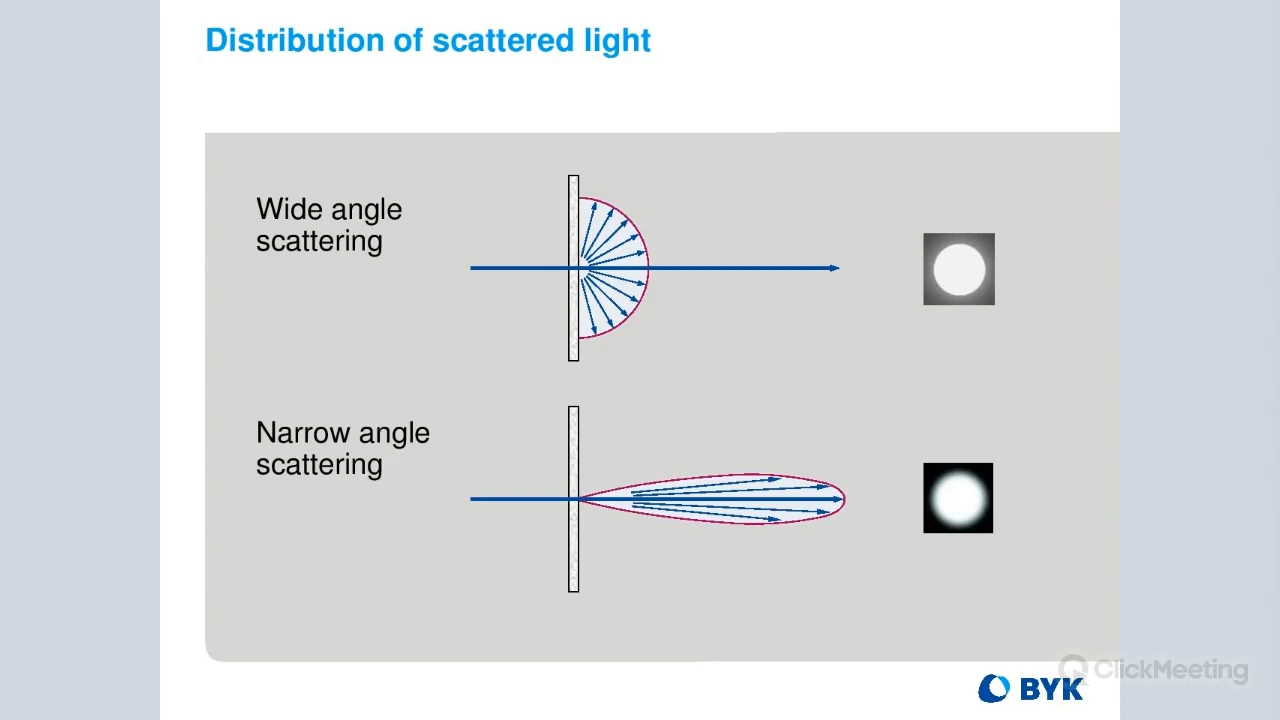 Distribution of scattered light
Wide angle
scattering
Narrow angle
scattering
ClickMeeting
BYK